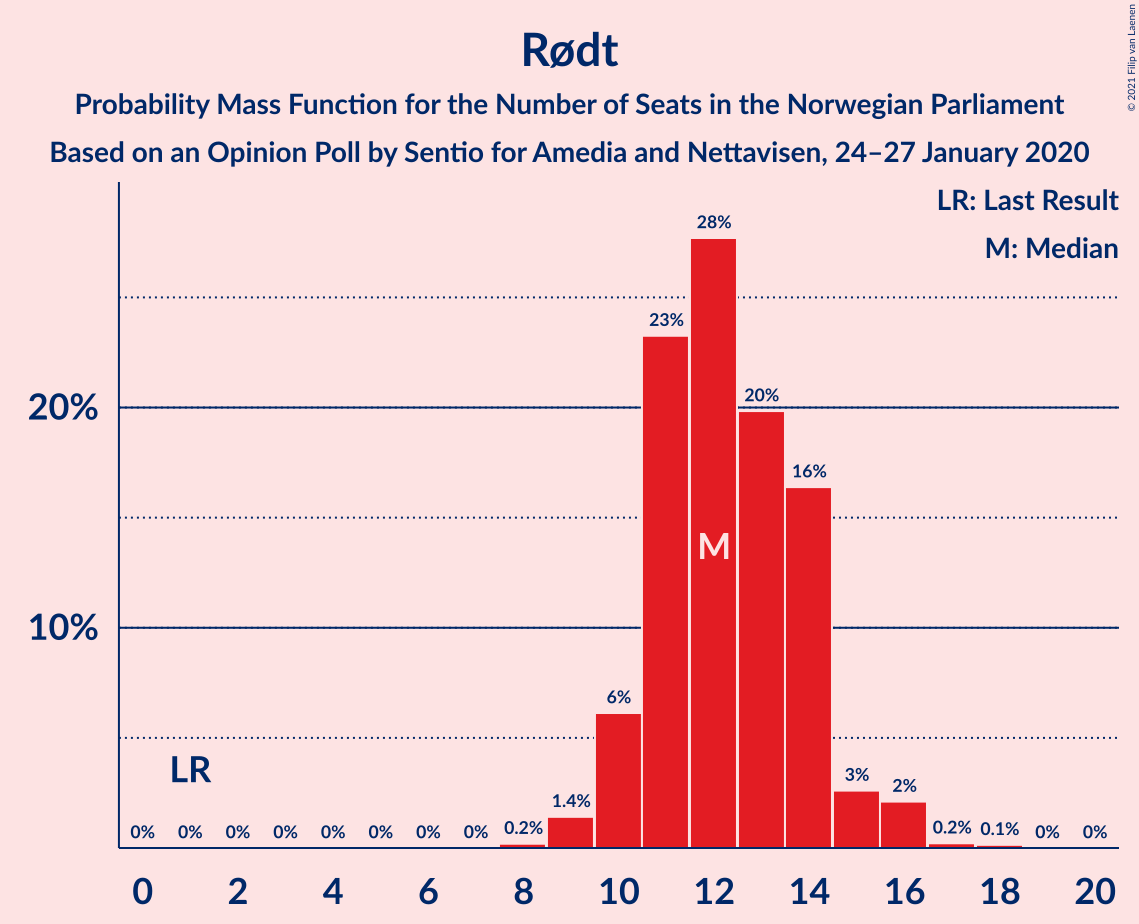 Rødt
Probability Mass Function for the Number of Seats in the Norwegian Parliament
Based on an Opinion Poll by Sentio for Amedia and Nettavisen, 24–27 January 2020
© 2021 Filip van Laenen
LR: Last Result
M: Median
28%
23%
20%
20%
16%
M
10%
6%
LR
3%
2%
1.4%
0% 0% 0% 0% 0% 0% 0% 0% 0.2% 0.2% 0.1% 0% 0%
0 2 4 6 8 10 12 14 16 18 20